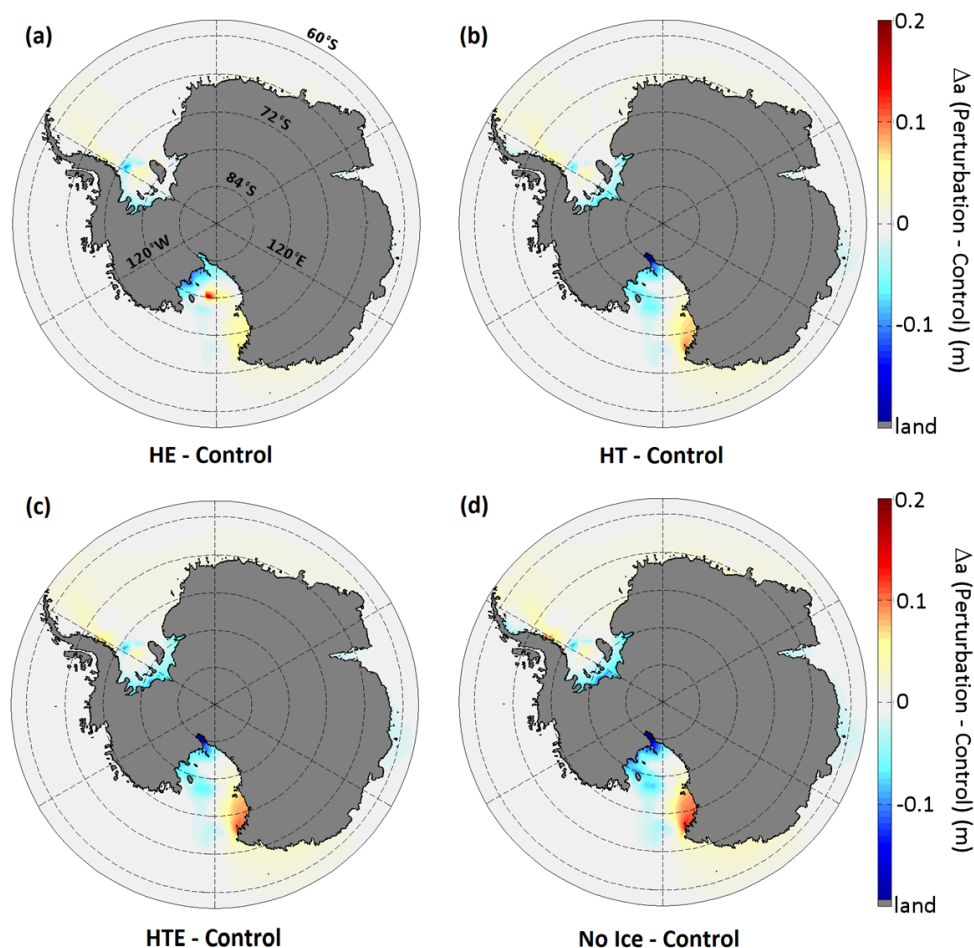 (a)
60°S
72°S
84°S
120°W
120°E
HE - Control
(b)
HT - Control
0.2
0.1
0
-0.1
land
Δa (Perturbation - Control) (m)
(c)
HTE - Control
(d)
No Ice - Control
0.2
0.1
0
-0.1
land
Δa (Perturbation - Control) (m)